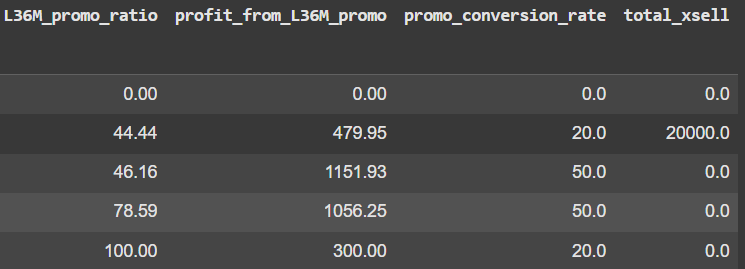 L36M_promo_ratio profit_from_L36M_promo promo_conversion_rate total_xsell
0.00 0.00 0.0 0.0
44.44 479.95 20.0 20000.0
46.16 1151.93 50.0 0.0
78.59 1056.25 50.0 0.0
100.00 300.00 20.0 0.0